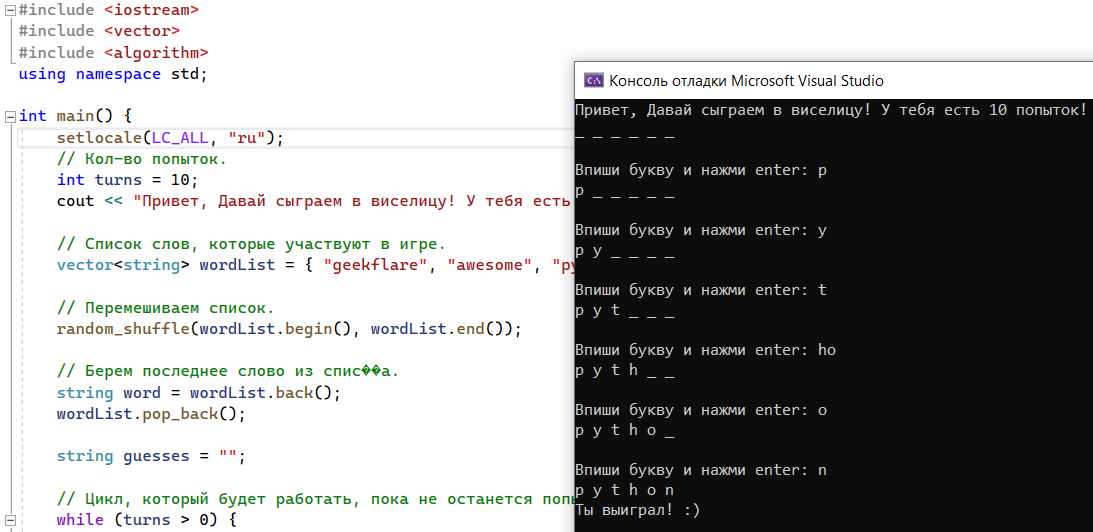 #include <iostream>
#include <vector>
#include <algorithm>
using namespace std;
int main() {
setlocale(LC_ALL, "ru");
// Кол-во попыток.
int turns = 10;
cout << "Привет, Давай сыграем в виселицу! У тебя есть
// Список слов, которые участвуют в игре.
vector<string> wordList = { "geekflare", "awesome", "py
// Перемешиваем список.
random_shuffle(wordList.begin(), wordList.end());
// Берем последнее слово из спис��а.
string word = wordList.back();
wordList.pop_back();
string guesses = "";
// Цикл, который будет работать, пока не останется поп
while (turns > 0) {
Консоль отладки Microsoft Visual Studio
Привет, Давай сыграем в виселицу! У тебя есть 10 попыток!
_ _ _ _ _ _
Впиши букву и нажми enter: p
p _ _ _ _ _
Впиши букву и нажми enter: y
p y _ _ _ _
Впиши букву и нажми enter: t
p y t _ _ _
Впиши букву и нажми enter: ho
p y t h _ _
Впиши букву и нажми enter: o
p y t h o _
Впиши букву и нажми enter: n
p y t h o n
Ты выиграл! :)